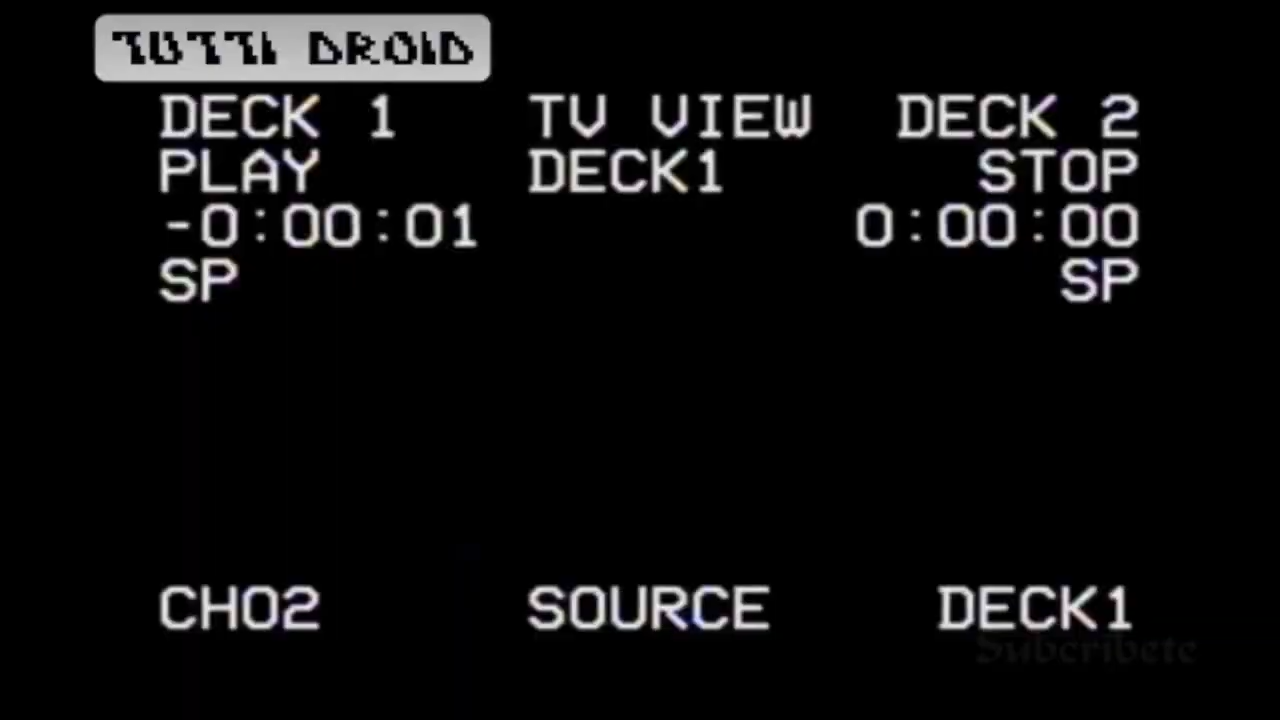 TUTTI DROID
DECK 1 TV VIEW DECK 2
PLAY DECK1 STOP
-0:00:01 0:00:00
SP SP
CH02 SOURCE DECK1
Subcribete